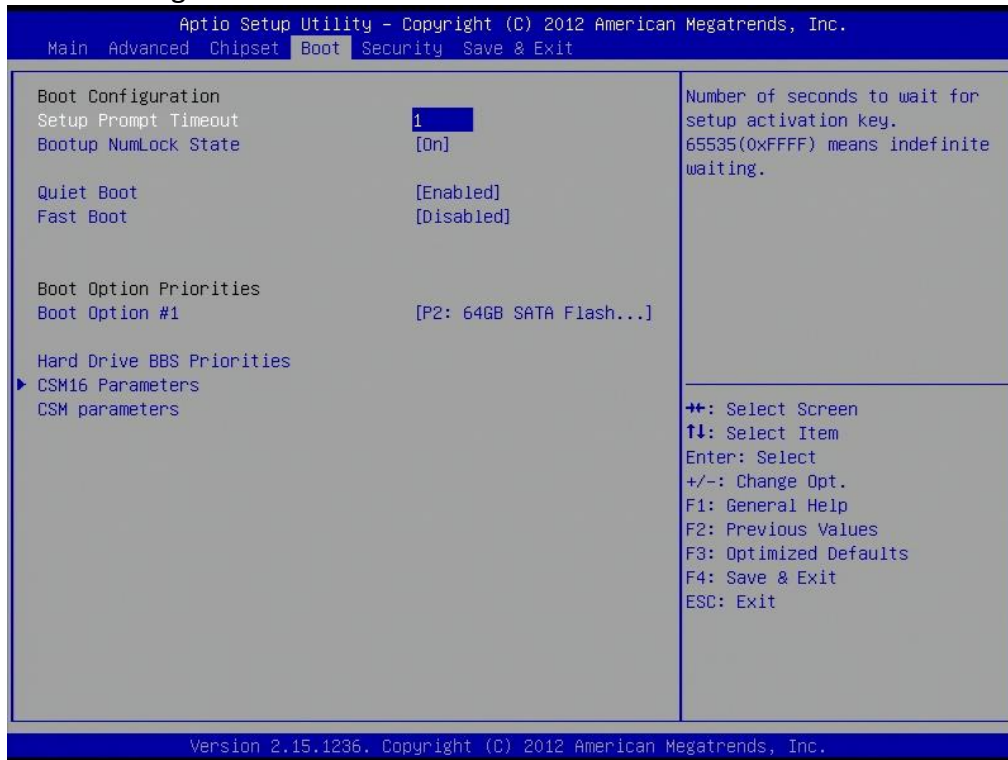 Aptio Setup Utility – Copyright (C) 2012 American Megatrends, Inc.
Main Advanced Chipset Boot Security Save & Exit
Boot Configuration
Setup Prompt Timeout 1
Bootup NumLock State [On]
Quiet Boot [Enabled]
Fast Boot [Disabled]
Boot Option Priorities
Boot Option #1 [P2: 64GB SATA Flash...]
Hard Drive BBS Priorities
▶ CSM16 Parameters
CSM parameters
Number of seconds to wait for
setup activation key.
65535(0xFFFF) means indefinite
waiting.
→←: Select Screen
↑↓: Select Item
Enter: Select
+/-: Change Opt.
F1: General Help
F2: Previous Values
F3: Optimized Defaults
F4: Save & Exit
ESC: Exit
Version 2.15.1236. Copyright (C) 2012 American Megatrends, Inc.